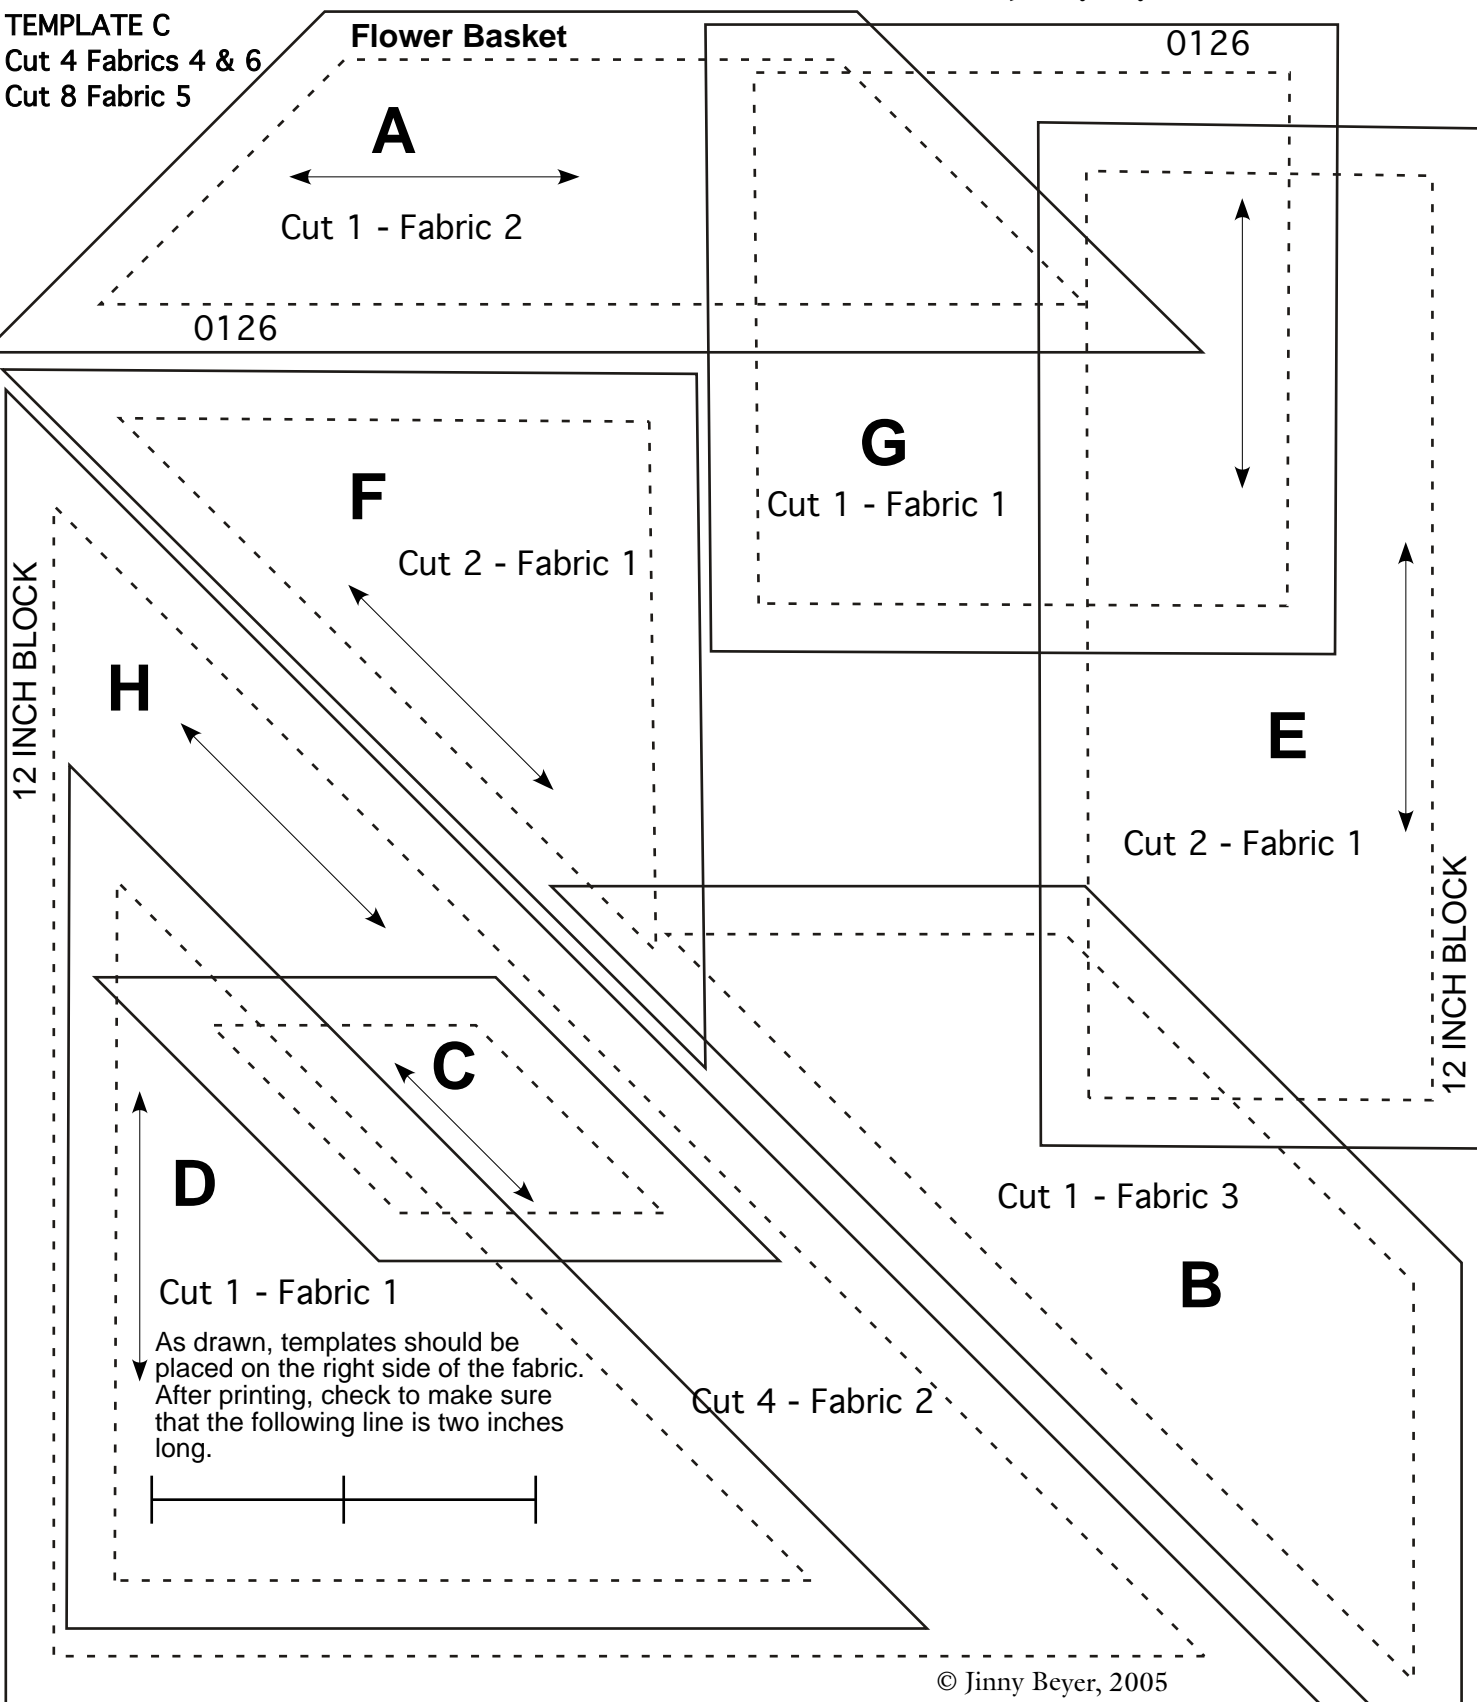 TEMPLATE C
Cut 4 Fabrics 4 & 6
Cut 8 Fabric 5
Flower Basket
0126
A
Cut 1 - Fabric 2
0126
G
Cut 1 - Fabric 1
F
Cut 2 - Fabric 1
12 INCH BLOCK
H
E
Cut 2 - Fabric 1
12 INCH BLOCK
C
D
Cut 1 - Fabric 1
Cut 1 - Fabric 3
B
As drawn, templates should be
placed on the right side of the fabric.
After printing, check to make sure
that the following line is two inches
long.
Cut 4 - Fabric 2
© Jinny Beyer, 2005